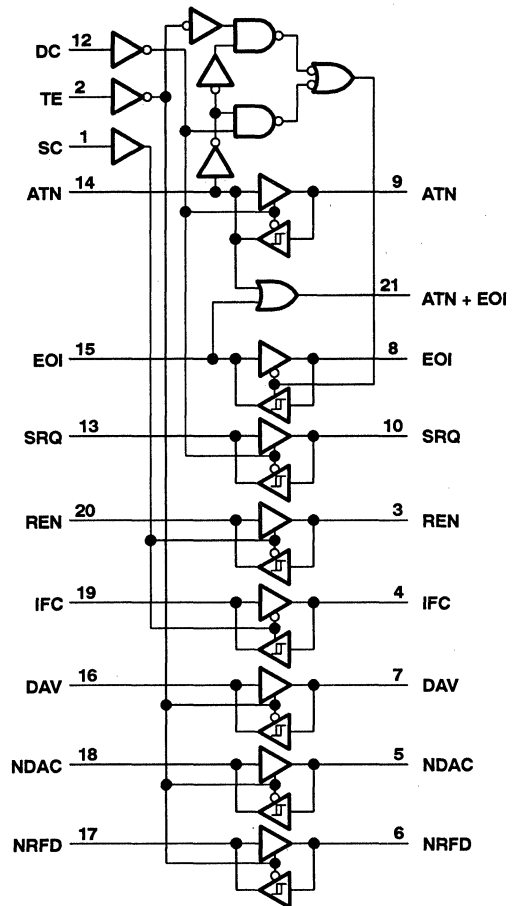 DC 12
TE 2
SC 1
ATN 14 9 ATN
21 ATN + EOI
EOI 15 8 EOI
SRQ 13 10 SRQ
REN 20 3 REN
IFC 19 4 IFC
DAV 16 7 DAV
NDAC 18 5 NDAC
NRFD 17 6 NRFD